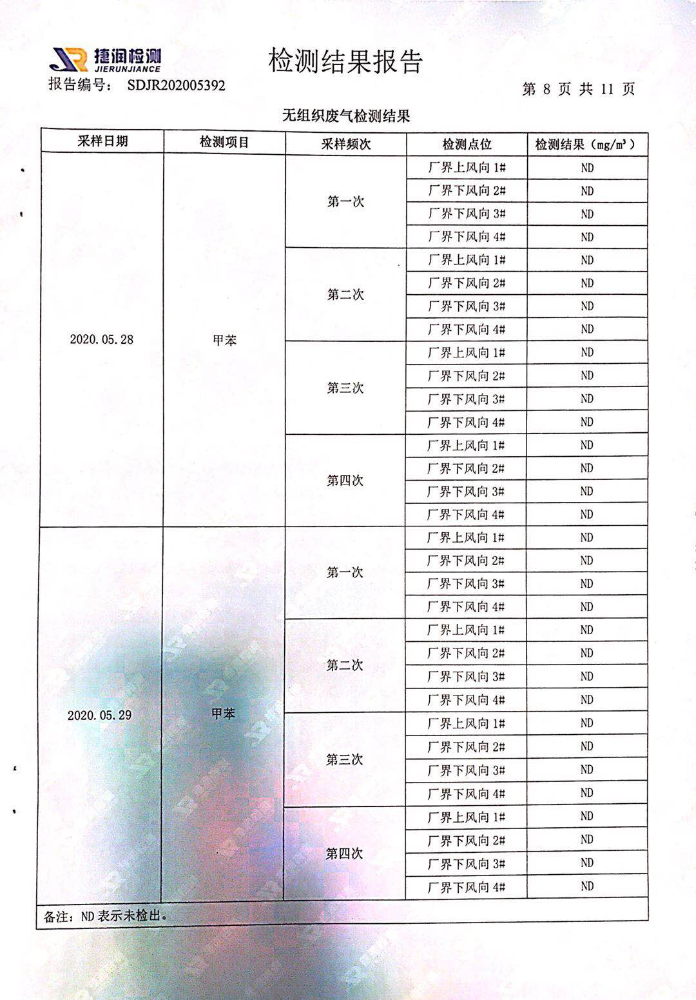 捷润检测
JIERUNJIANCE
检测结果报告
报告编号： SDJR202005392
第 8 页 共 11 页
无组织废气检测结果
采样日期 检测项目 采样频次 检测点位 检测结果（mg/m³）
2020.05.28 甲苯 第一次 厂界上风向 1# ND
厂界下风向 2# ND
厂界下风向 3# ND
厂界下风向 4# ND
第二次 厂界上风向 1# ND
厂界下风向 2# ND
厂界下风向 3# ND
厂界下风向 4# ND
第三次 厂界上风向 1# ND
厂界下风向 2# ND
厂界下风向 3# ND
厂界下风向 4# ND
第四次 厂界上风向 1# ND
厂界下风向 2# ND
厂界下风向 3# ND
厂界下风向 4# ND
2020.05.29 甲苯 第一次 厂界上风向 1# ND
厂界下风向 2# ND
厂界下风向 3# ND
厂界下风向 4# ND
第二次 厂界上风向 1# ND
厂界下风向 2# ND
厂界下风向 3# ND
厂界下风向 4# ND
第三次 厂界上风向 1# ND
厂界下风向 2# ND
厂界下风向 3# ND
厂界下风向 4# ND
第四次 厂界上风向 1# ND
厂界下风向 2# ND
厂界下风向 3# ND
厂界下风向 4# ND
备注：ND 表示未检出。